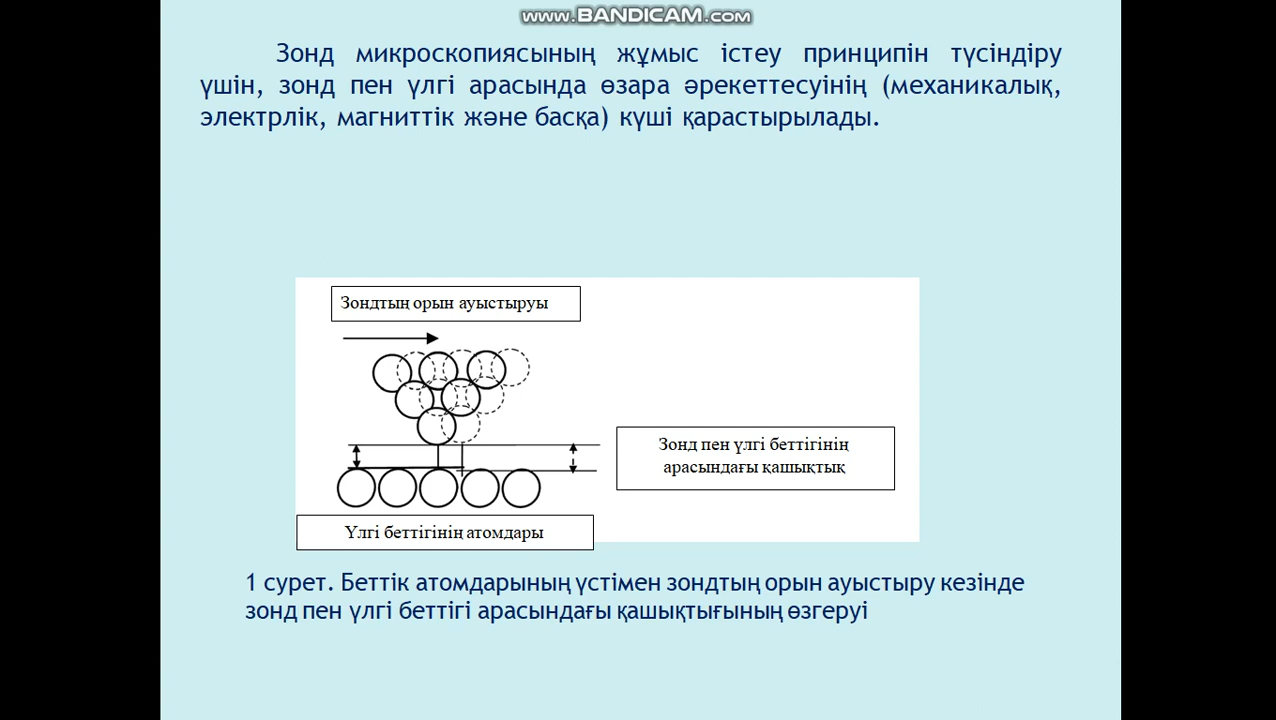 www.BANDICAM.com
Зонд микроскопиясының жұмыс істеу принципін түсіндіру
үшін, зонд пен үлгі арасында өзара әрекеттесуінің (механикалық,
электрлік, магниттік және басқа) күші қарастырылады.
Зондтың орын ауыстыруы
Зонд пен үлгі беттігінің
арасындағы қашықтық
Үлгі беттігінің атомдары
1 сурет. Беттік атомдарының үстімен зондтың орын ауыстыру кезінде
зонд пен үлгі беттігі арасындағы қашықтығының өзгеруі